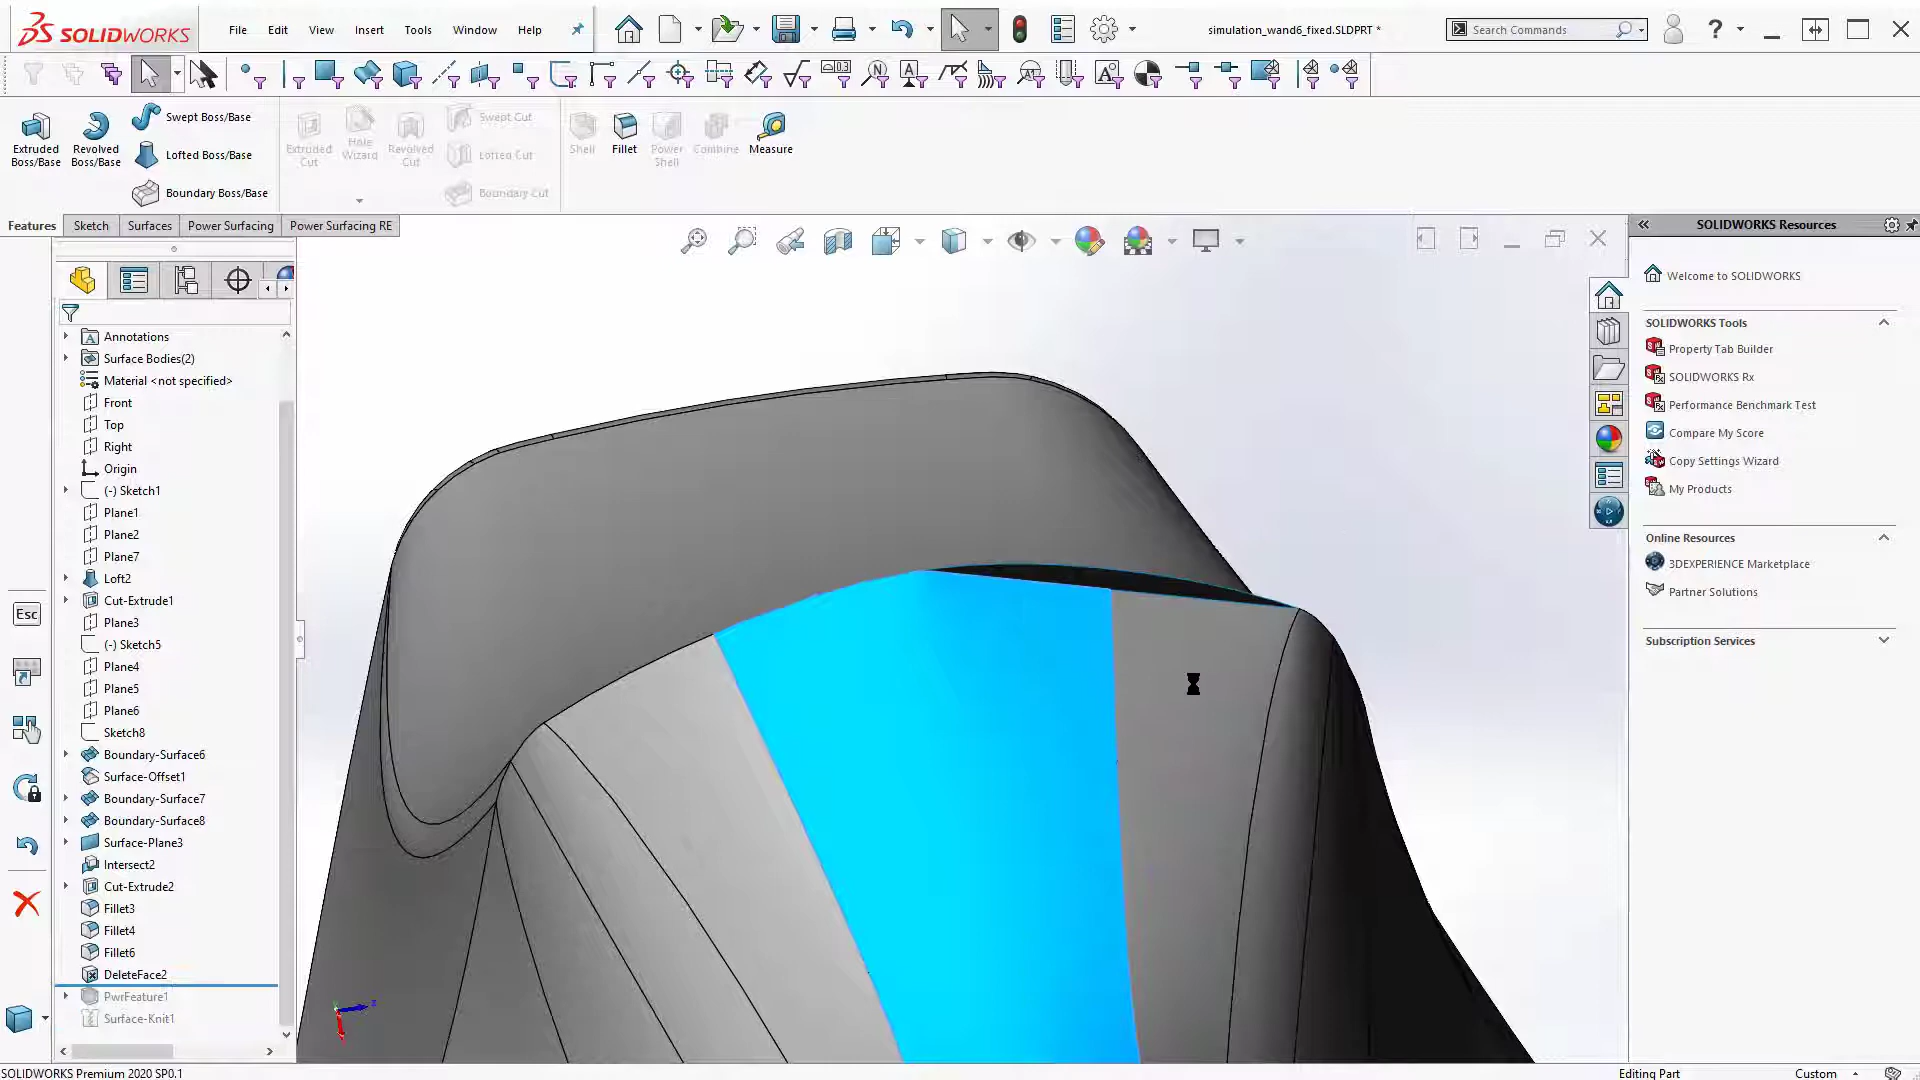 SOLIDWORKS
File Edit View Insert Tools Window Help
simulation_wand6_fixed.SLDPRT *
Search Commands
Extruded Boss/Base
Revolved Boss/Base
Swept Boss/Base
Lofted Boss/Base
Boundary Boss/Base
Extruded Cut
Hole Wizard
Revolved Cut
Swept Cut
Lofted Cut
Boundary Cut
Shell
Fillet
Power Shell
Combine
Measure
Features Sketch Surfaces Power Surfacing Power Surfacing RE
Esc
Annotations
Surface Bodies(2)
Material <not specified>
Front
Top
Right
Origin
(-) Sketch1
Plane1
Plane2
Plane7
Loft2
Cut-Extrude1
Plane3
(-) Sketch5
Plane4
Plane5
Plane6
Sketch8
Boundary-Surface6
Surface-Offset1
Boundary-Surface7
Boundary-Surface8
Surface-Plane3
Intersect2
Cut-Extrude2
Fillet3
Fillet4
Fillet6
DeleteFace2
PwrFeature1
Surface-Knit1
SOLIDWORKS Resources
Welcome to SOLIDWORKS
SOLIDWORKS Tools
Property Tab Builder
SOLIDWORKS Rx
Performance Benchmark Test
Compare My Score
Copy Settings Wizard
My Products
Online Resources
3DEXPERIENCE Marketplace
Partner Solutions
Subscription Services
SOLIDWORKS Premium 2020 SP0.1
Editing Part
Custom